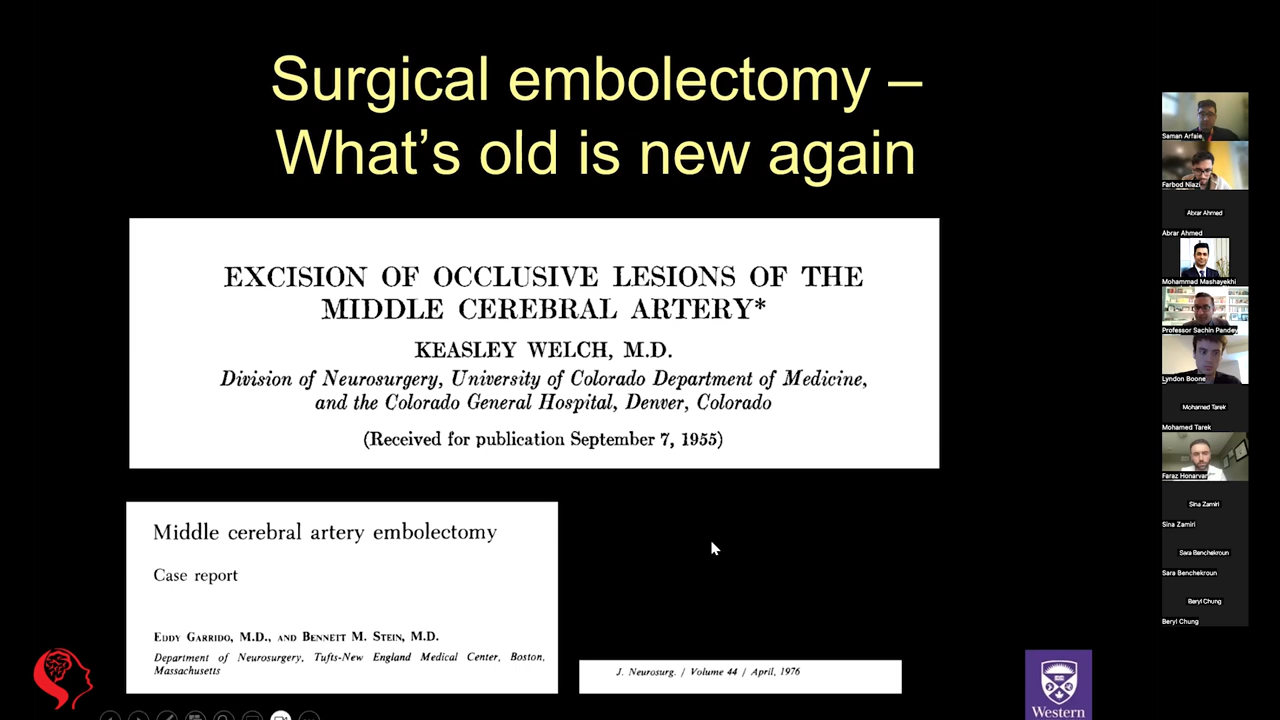 Surgical embolectomy –
What's old is new again
EXCISION OF OCCLUSIVE LESIONS OF THE
MIDDLE CEREBRAL ARTERY*
KEASLEY WELCH, M.D.
Division of Neurosurgery, University of Colorado Department of Medicine,
and the Colorado General Hospital, Denver, Colorado
(Received for publication September 7, 1955)
Middle cerebral artery embolectomy
Case report
EDDY GARRIDO, M.D., AND BENNETT M. STEIN, M.D.
Department of Neurosurgery, Tufts-New England Medical Center, Boston,
Massachusetts
J. Neurosurg. / Volume 44 / April, 1976
Western
Saman Arfaie
Farbod Niazi
Abrar Ahmed
Abrar Ahmed
Mohammad Mashayekhi
Professor Sachin Pandey
Lyndon Boone
Mohamed Tarek
Mohamed Tarek
Faraz Honarvar
Sina Zamiri
Sina Zamiri
Sara Benchekroun
Sara Benchekroun
Beryl Chung
Beryl Chung